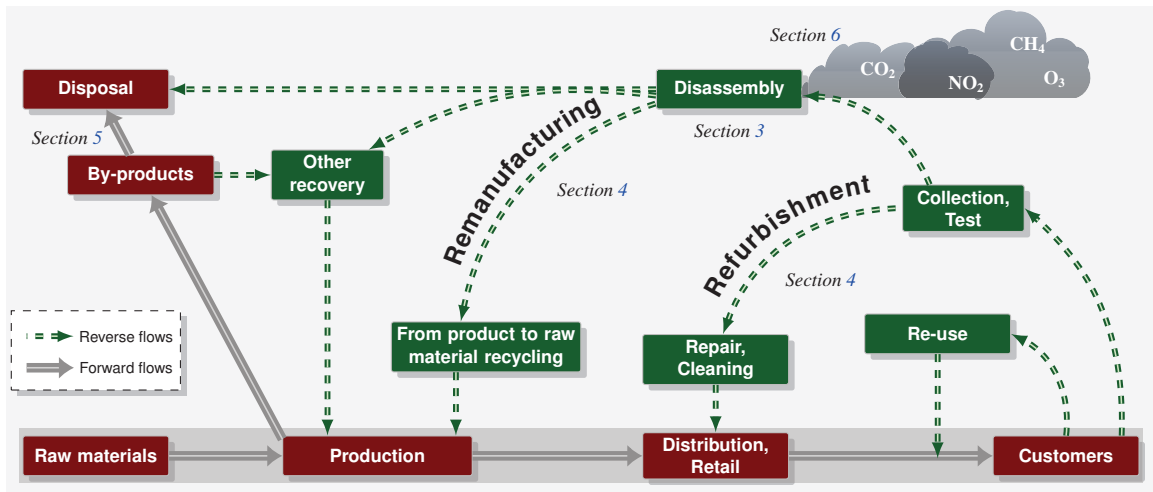 Section 6
CH₄
CO₂
NO₂
O₃
Disposal
Disassembly
Section 5
Section 3
By-products
Other
recovery
Remanufacturing
Section 4
Refurbishment
Collection,
Test
Section 4
Reverse flows
Forward flows
From product to raw
material recycling
Repair,
Cleaning
Re-use
Raw materials
Production
Distribution,
Retail
Customers